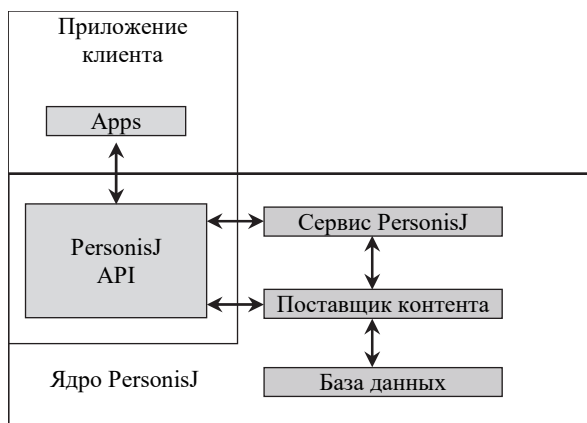 Приложение
клиента
Apps
PersonisJ
API
Сервис PersonisJ
Поставщик контента
Ядро PersonisJ
База данных